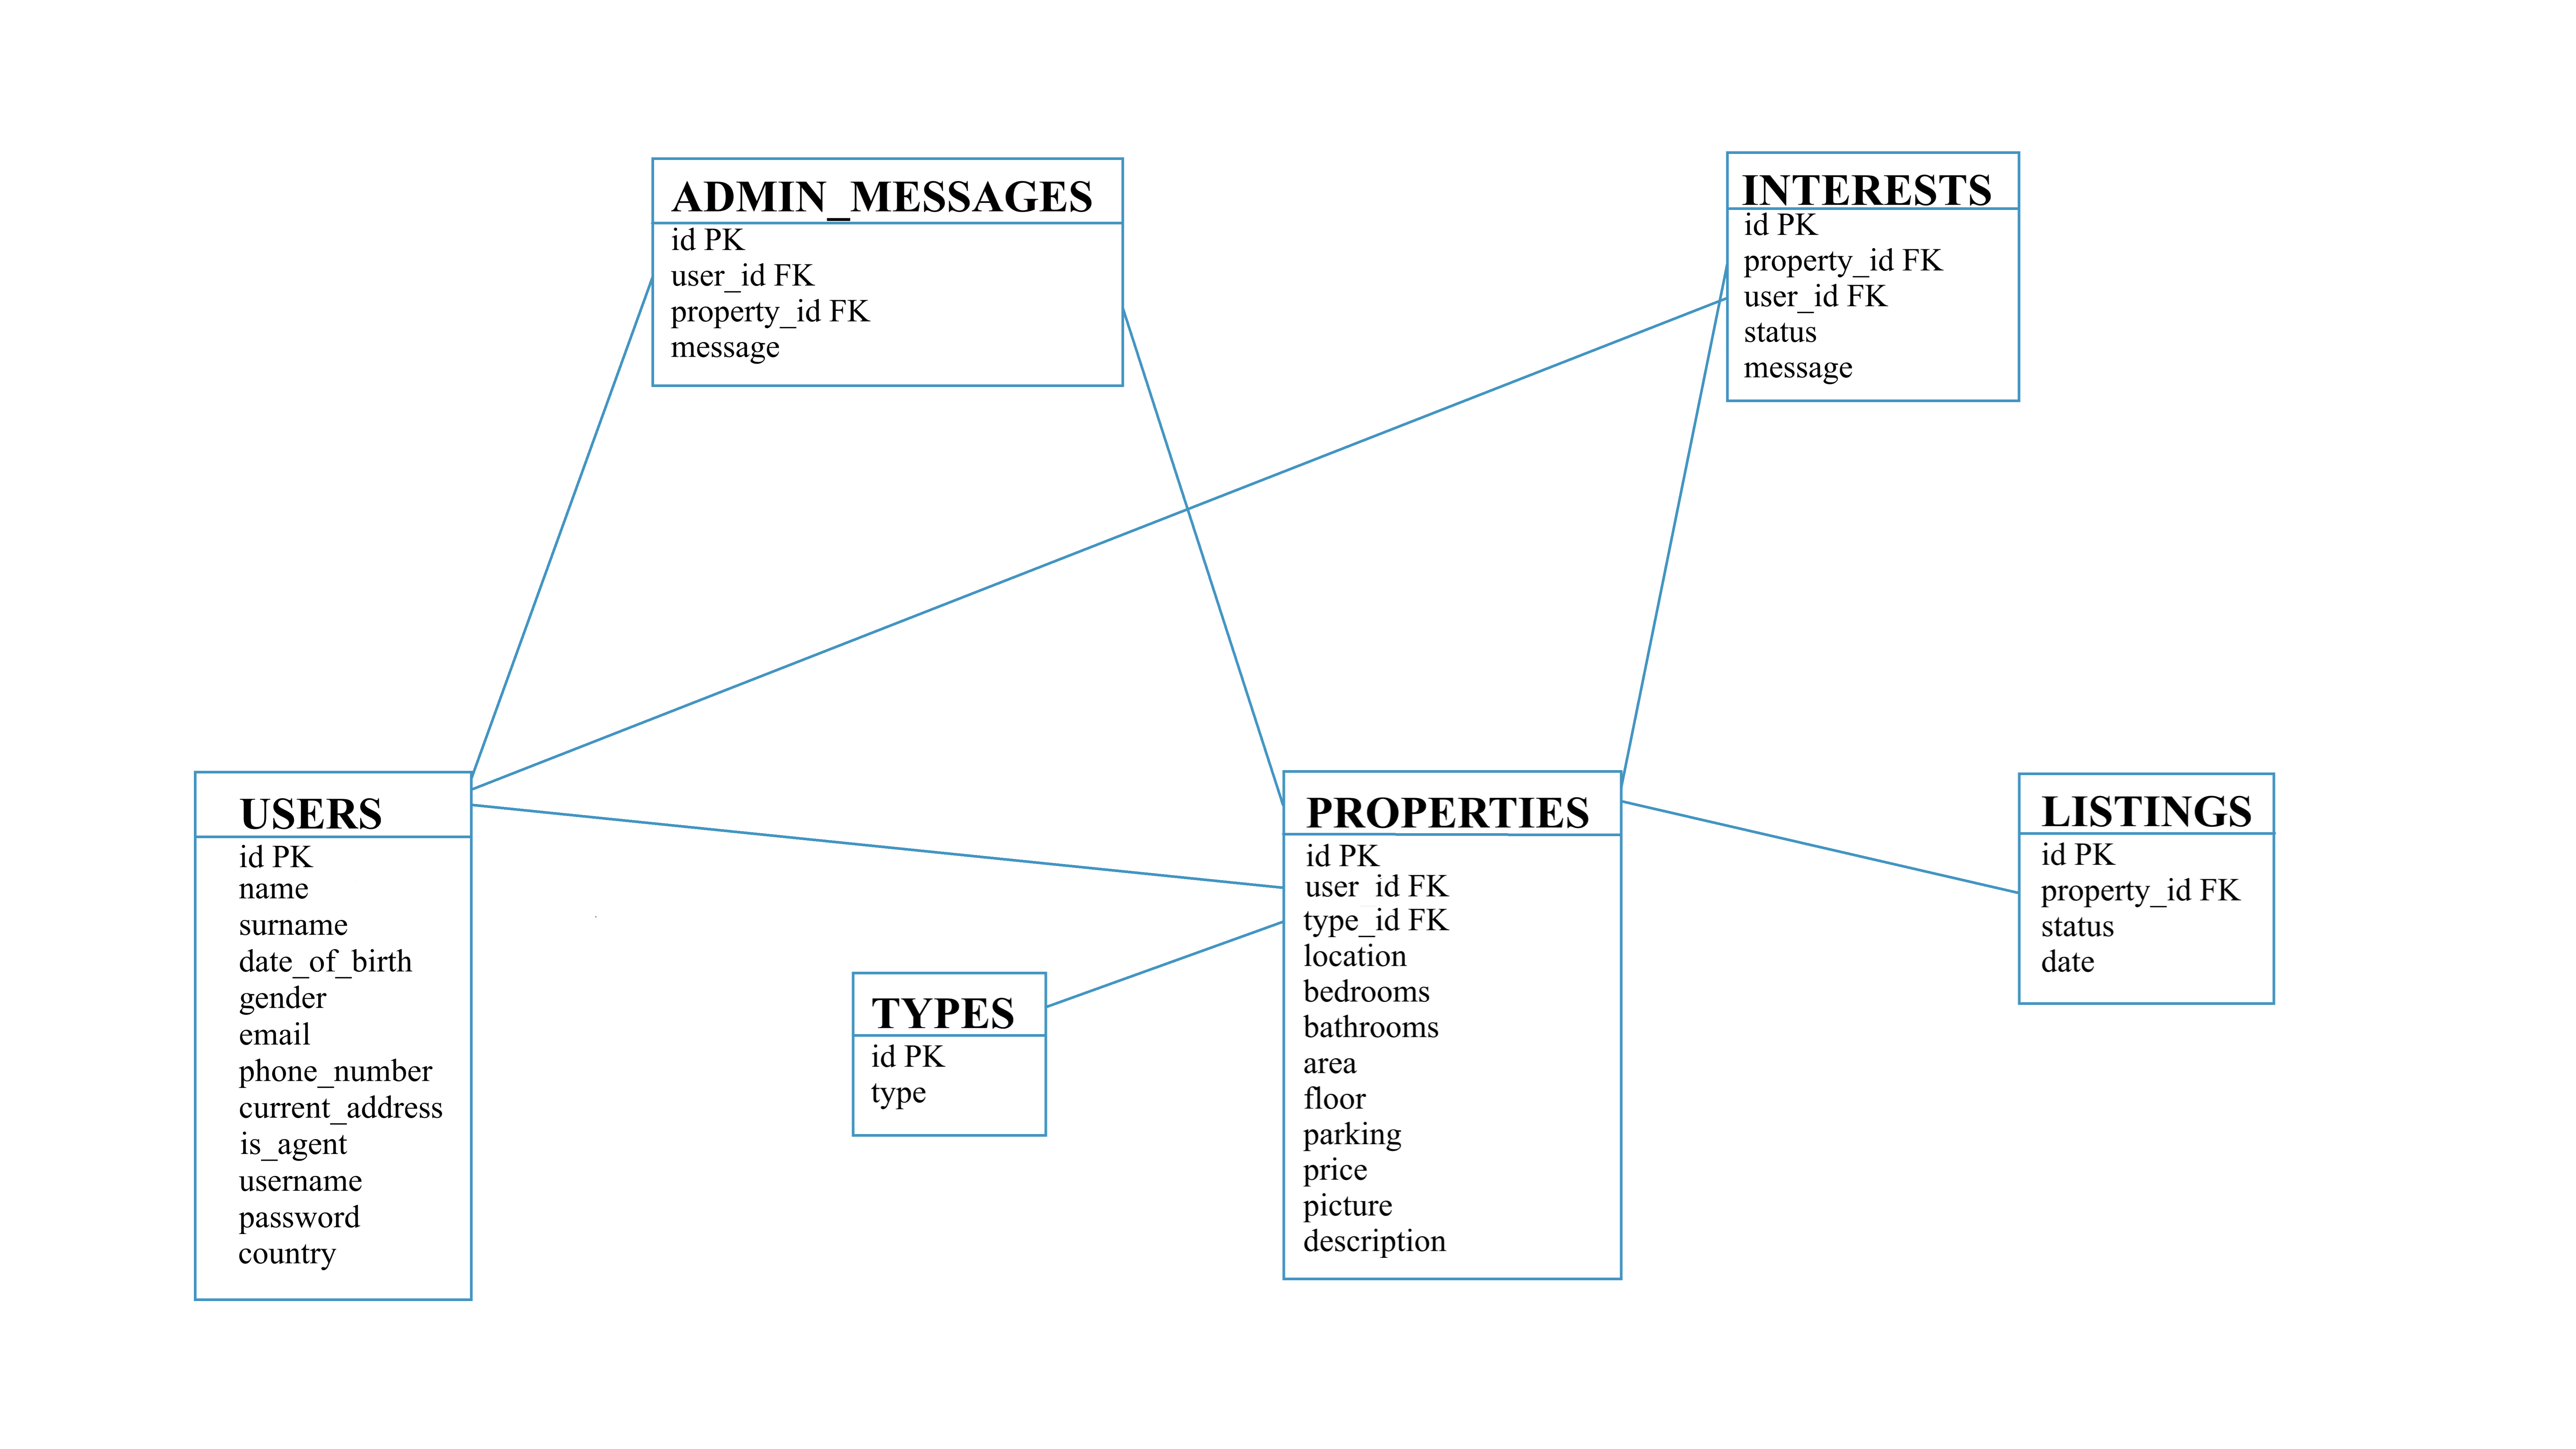 ADMIN_MESSAGES
id PK
user_id FK
property_id FK
message
INTERESTS
id PK
property_id FK
user_id FK
status
message
USERS
id PK
name
surname
date_of_birth
gender
email
phone_number
current_address
is_agent
username
password
country
TYPES
id PK
type
PROPERTIES
id PK
user_id FK
type_id FK
location
bedrooms
bathrooms
area
floor
parking
price
picture
description
LISTINGS
id PK
property_id FK
status
date